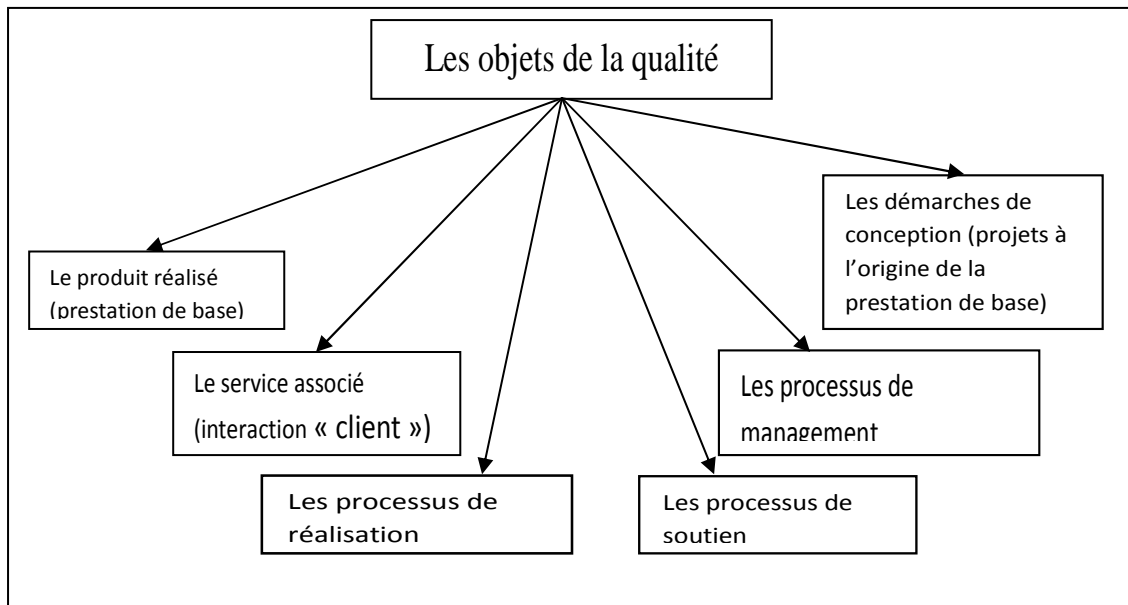 Les objets de la qualité
Le produit réalisé
(prestation de base)
Le service associé
(interaction « client »)
Les processus de
réalisation
Les processus de
soutien
Les processus de
management
Les démarches de
conception (projets à
l’origine de la
prestation de base)